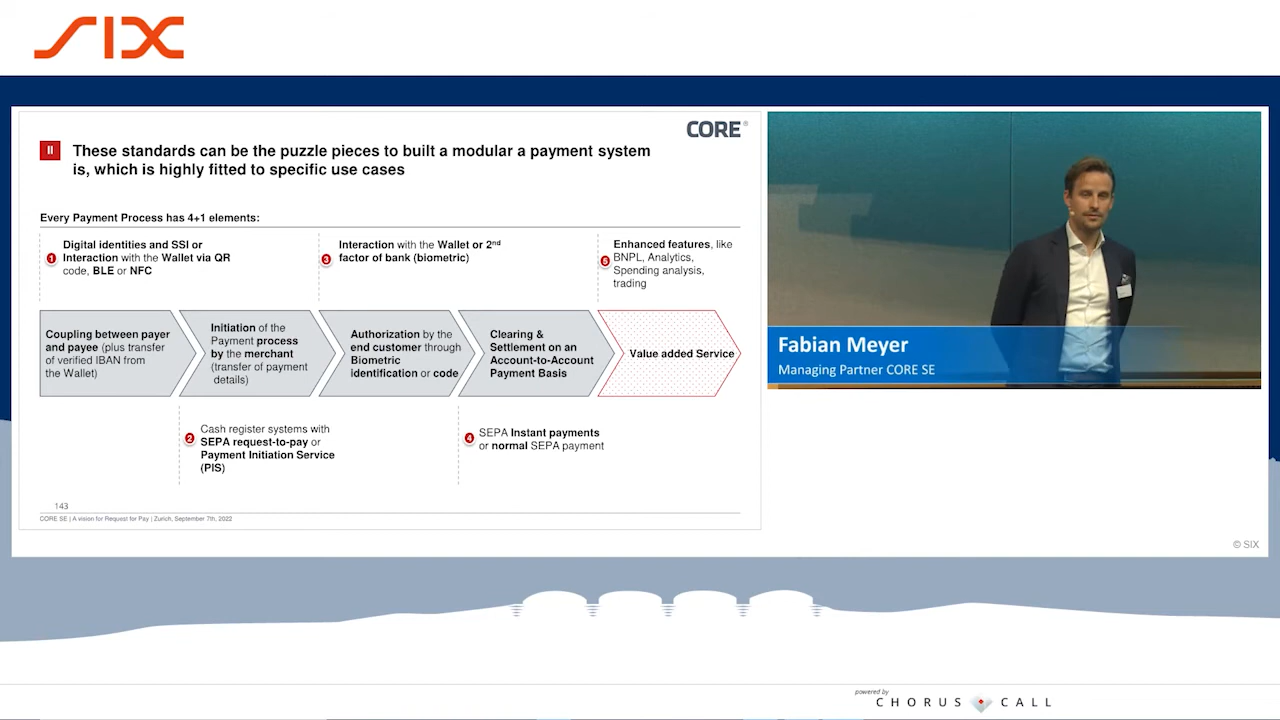 SIX
CORE®
II
These standards can be the puzzle pieces to built a modular a payment system
is, which is highly fitted to specific use cases
Every Payment Process has 4+1 elements:
1
Digital identities and SSI or
Interaction with the Wallet via QR
code, BLE or NFC
3
Interaction with the Wallet or 2nd
factor of bank (biometric)
5
Enhanced features, like
BNPL, Analytics,
Spending analysis,
trading
Coupling between payer
and payee (plus transfer
of verified IBAN from
the Wallet)
Initiation of the
Payment process
by the merchant
(transfer of payment
details)
Authorization by the
end customer through
Biometric
identification or code
Clearing &
Settlement on an
Account-to-Account
Payment Basis
Value added Service
2
Cash register systems with
SEPA request-to-pay or
Payment Initiation Service
(PIS)
4
SEPA Instant payments
or normal SEPA payment
143
CORE SE | A vision for Request for Pay | Zurich, September 7th, 2022
Fabian Meyer
Managing Partner CORE SE
© SIX
powered by
CHORUS CALL